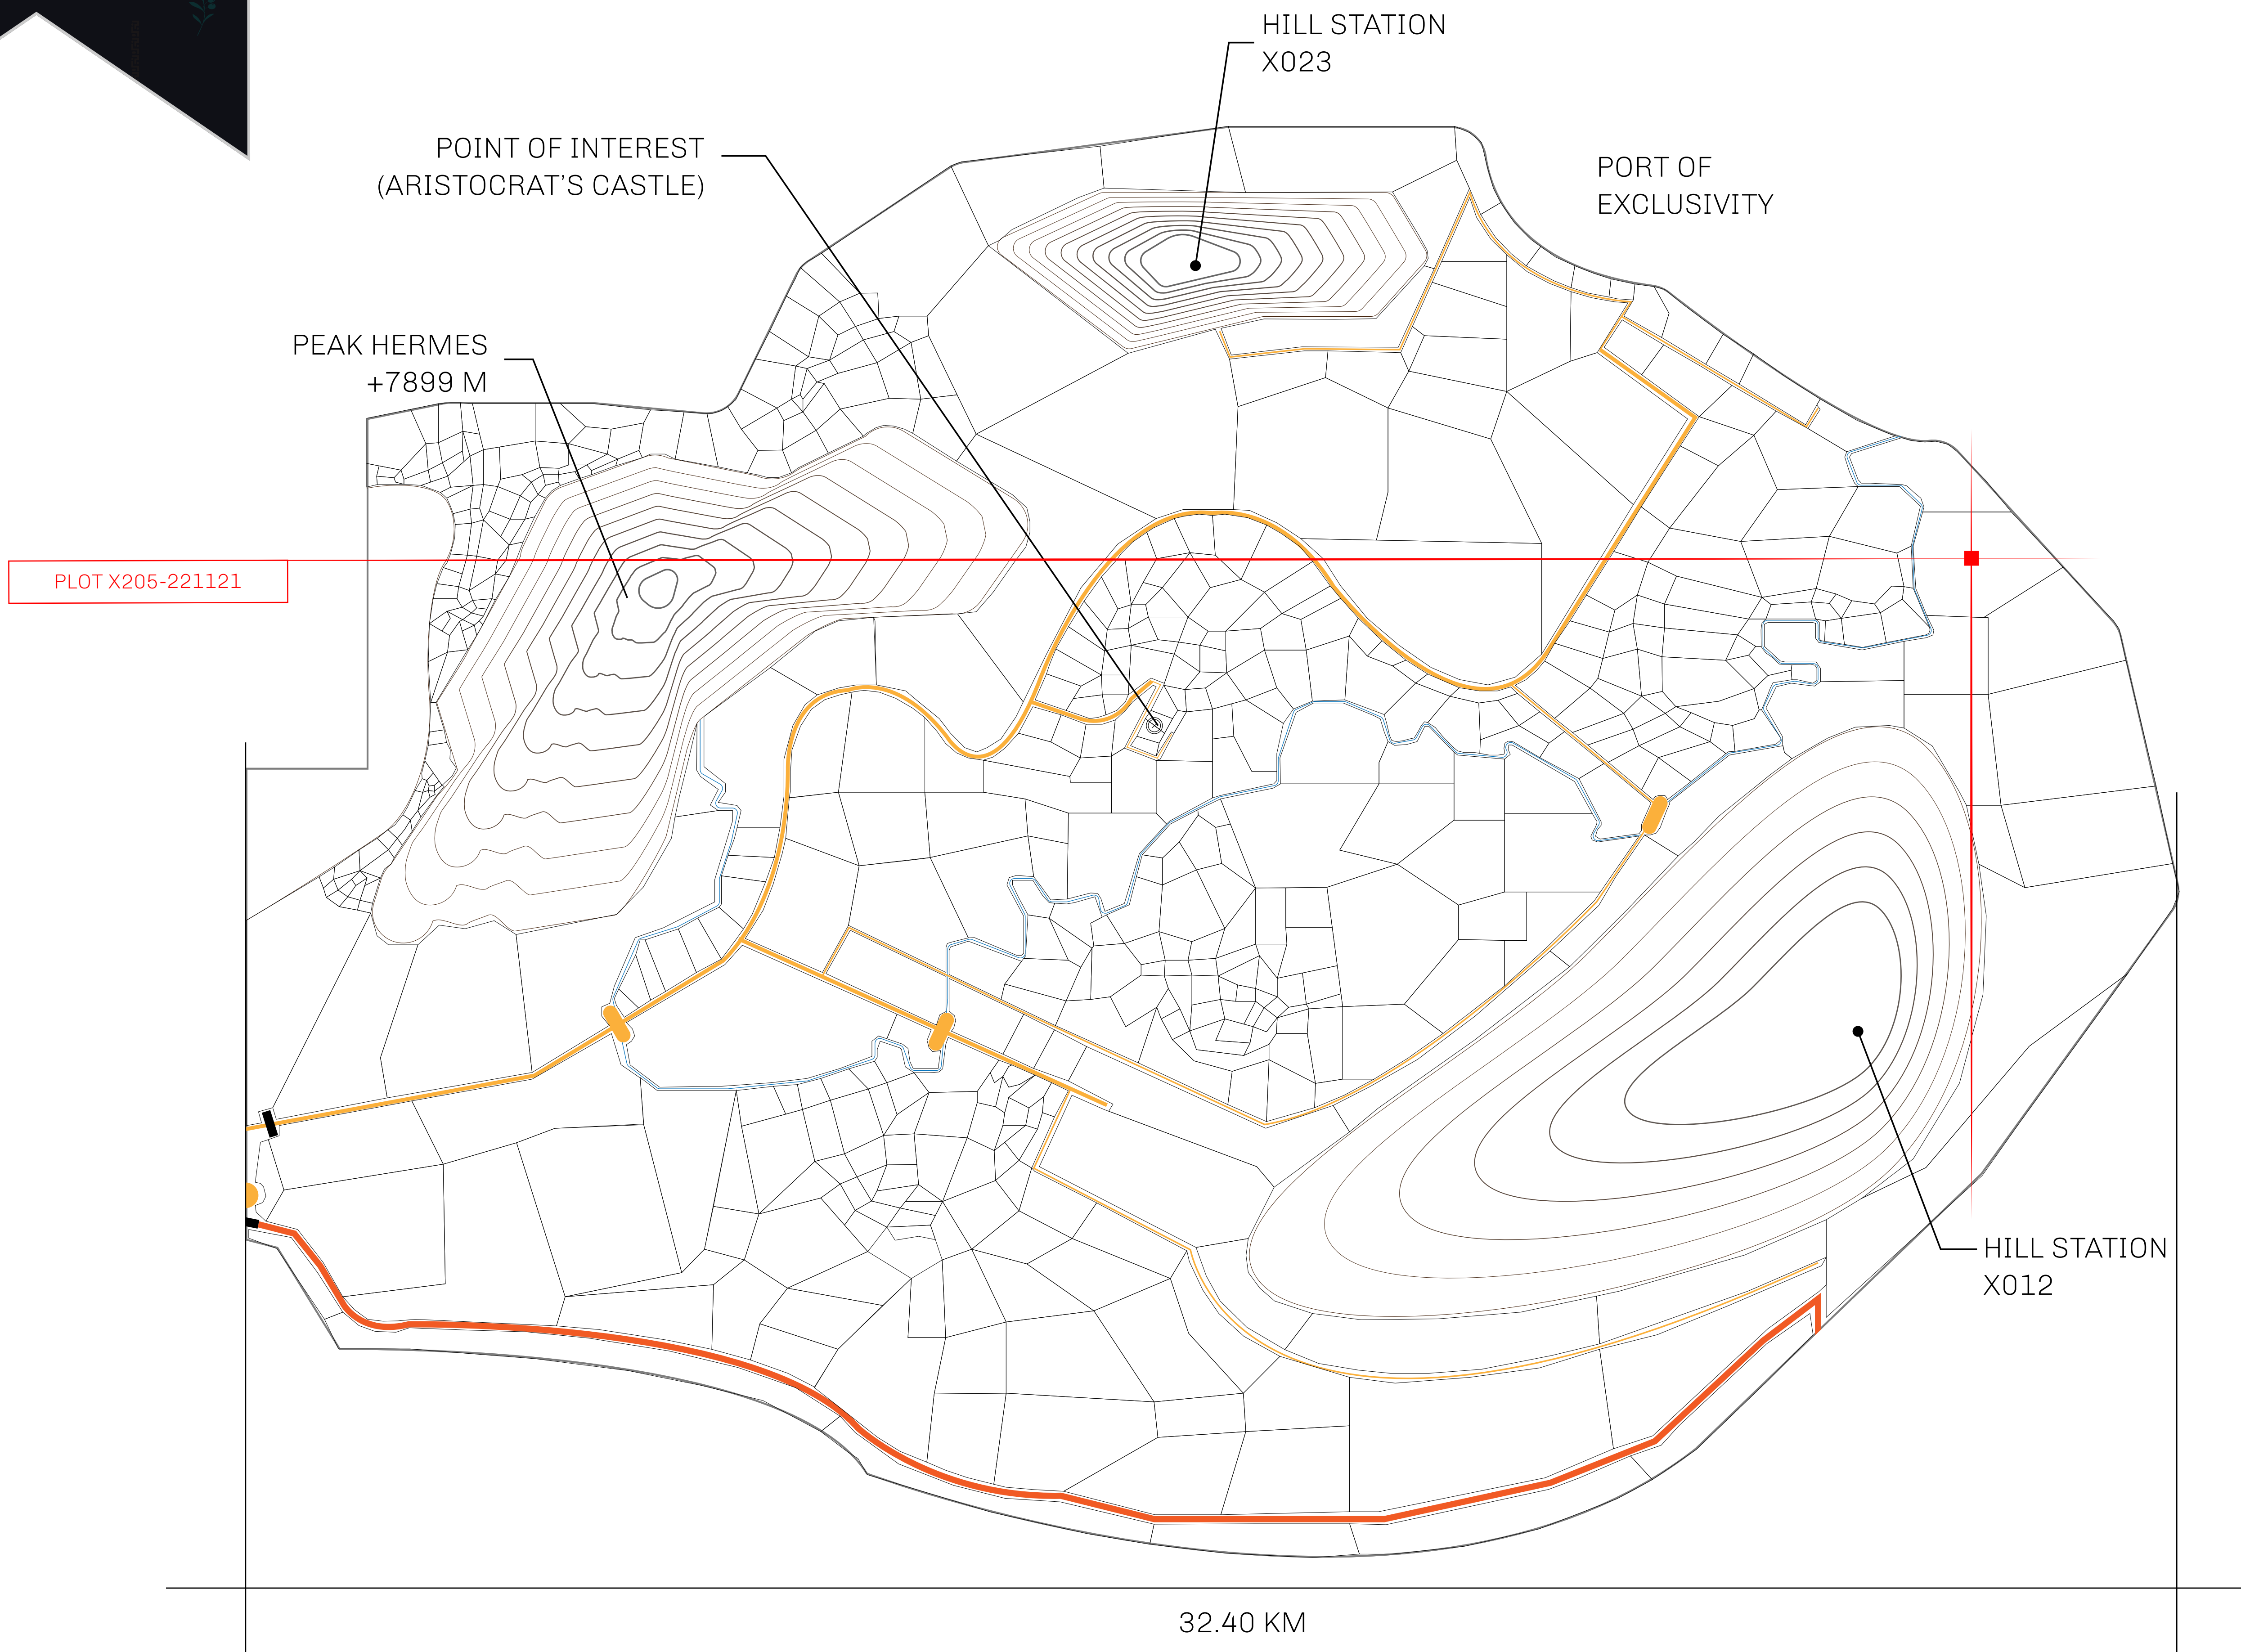 HILL STATION
X023
POINT OF INTEREST
(ARISTOCRAT'S CASTLE)
PORT OF
EXCLUSIVITY
PEAK HERMES
+7899 M
PLOT X205-221121
HILL STATION
X012
32.40 KM